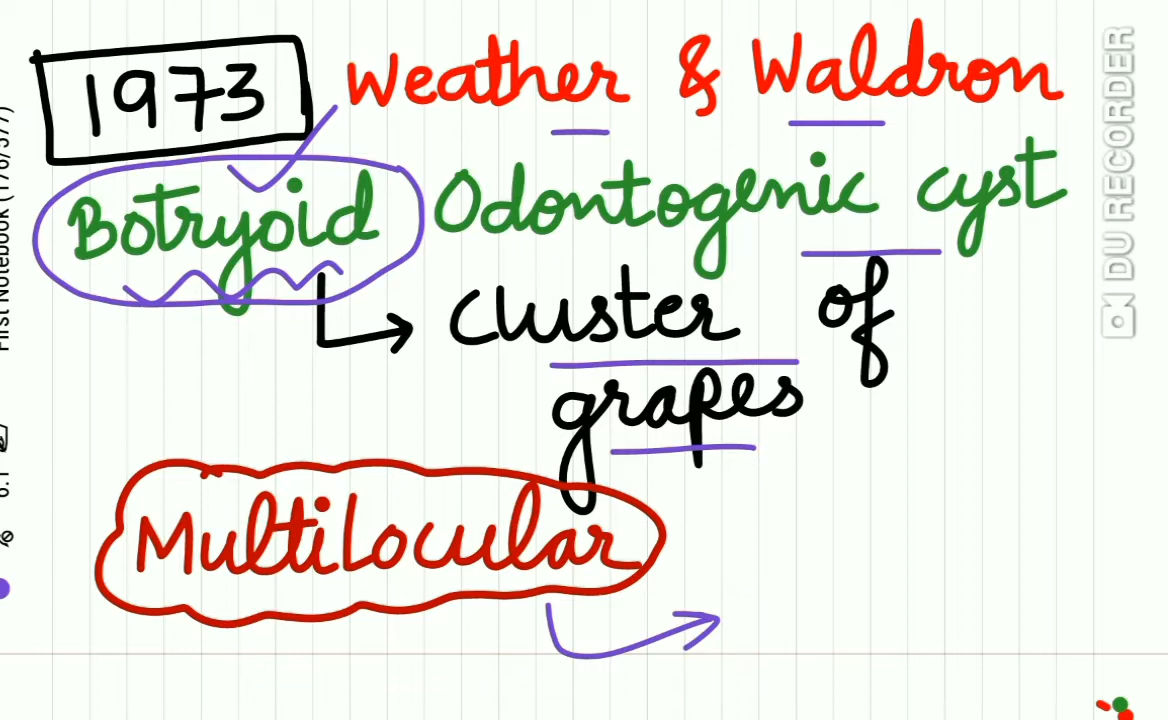 1973 Weather & Waldron
Botryoid Odontogenic cyst
cluster of
grapes
Multilocular
DU RECORDER